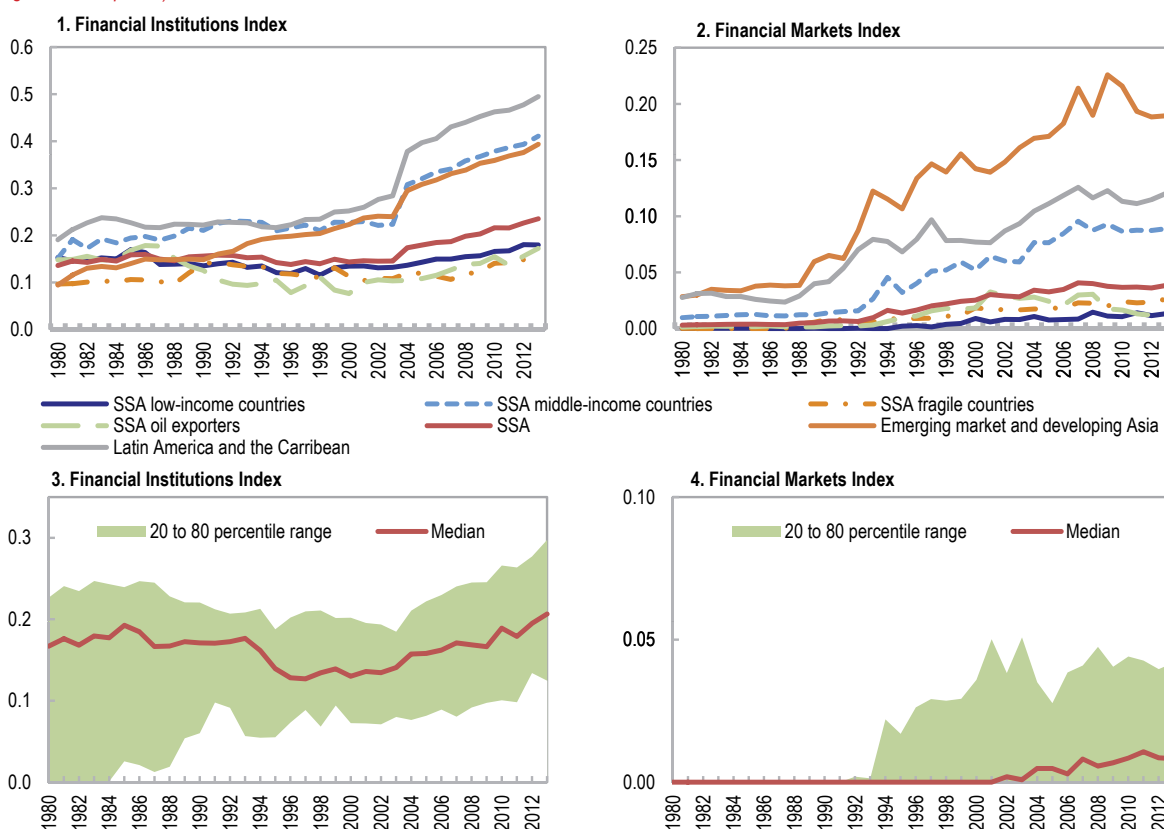 1. Financial Institutions Index
0.6
0.5
0.4
0.3
0.2
0.1
0.0
1980 1982 1984 1986 1988 1990 1992 1994 1996 1998 2000 2002 2004 2006 2008 2010 2012
2. Financial Markets Index
0.25
0.20
0.15
0.10
0.05
0.00
1980 1982 1984 1986 1988 1990 1992 1994 1996 1998 2000 2002 2004 2006 2008 2010 2012
SSA low-income countries
SSA middle-income countries
SSA fragile countries
SSA oil exporters
SSA
Emerging market and developing Asia
Latin America and the Carribean
3. Financial Institutions Index
20 to 80 percentile range
Median
0.3
0.2
0.1
0.0
1980 1982 1984 1986 1988 1990 1992 1994 1996 1998 2000 2002 2004 2006 2008 2010 2012
4. Financial Markets Index
0.10
20 to 80 percentile range
Median
0.05
0.00
1980 1982 1984 1986 1988 1990 1992 1994 1996 1998 2000 2002 2004 2006 2008 2010 2012